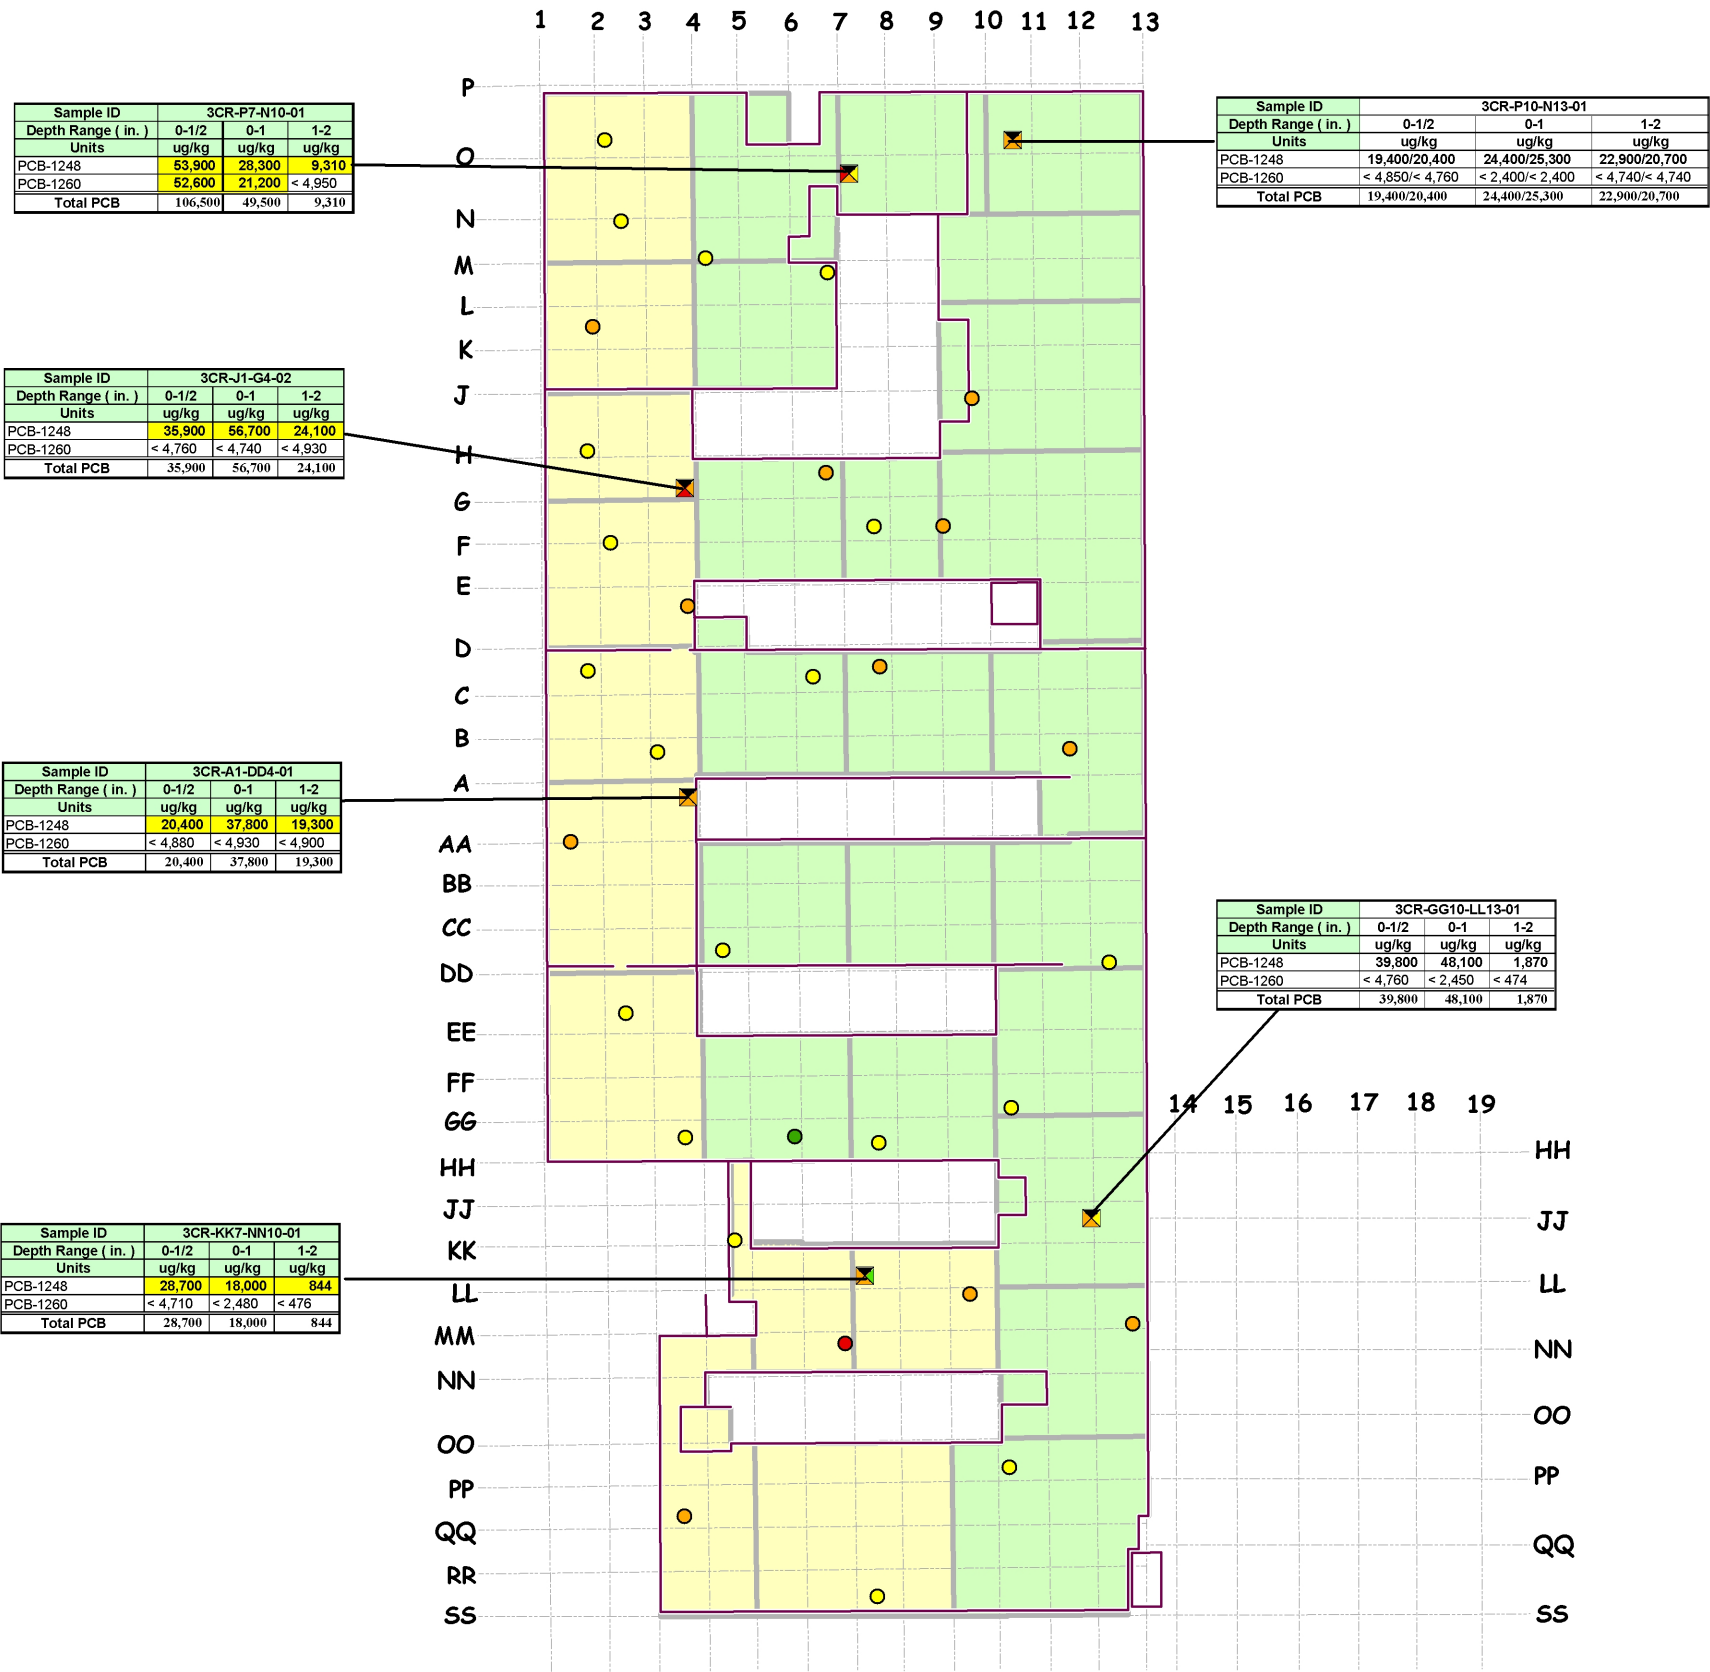 1 2 3 4 5 6 7 8 9 10 11 12 13
P
O
N
M
L
K
J
H
G
F
E
D
C
B
A
AA
BB
CC
DD
EE
FF
GG
HH
JJ
KK
LL
MM
NN
OO
PP
QQ
RR
SS
Sample ID 3CR-P7-N10-01
Depth Range ( in. ) 0-1/2 0-1 1-2
Units ug/kg ug/kg ug/kg
PCB-1248 53,900 28,300 9,310
PCB-1260 52,600 21,200 < 4,950
Total PCB 106,500 49,500 9,310
Sample ID 3CR-P10-N13-01
Depth Range ( in. ) 0-1/2 0-1 1-2
Units ug/kg ug/kg ug/kg
PCB-1248 19,400/20,400 24,400/25,300 22,900/20,700
PCB-1260 < 4,850/< 4,760 < 2,400/< 2,400 < 4,740/< 4,740
Total PCB 19,400/20,400 24,400/25,300 22,900/20,700
Sample ID 3CR-J1-G4-02
Depth Range ( in. ) 0-1/2 0-1 1-2
Units ug/kg ug/kg ug/kg
PCB-1248 35,900 56,700 24,100
PCB-1260 < 4,760 < 4,740 < 4,930
Total PCB 35,900 56,700 24,100
Sample ID 3CR-A1-DD4-01
Depth Range ( in. ) 0-1/2 0-1 1-2
Units ug/kg ug/kg ug/kg
PCB-1248 20,400 37,800 19,300
PCB-1260 < 4,880 < 4,930 < 4,900
Total PCB 20,400 37,800 19,300
Sample ID 3CR-GG10-LL13-01
Depth Range ( in. ) 0-1/2 0-1 1-2
Units ug/kg ug/kg ug/kg
PCB-1248 39,800 48,100 1,870
PCB-1260 < 4,760 < 2,450 < 474
Total PCB 39,800 48,100 1,870
Sample ID 3CR-KK7-NN10-01
Depth Range ( in. ) 0-1/2 0-1 1-2
Units ug/kg ug/kg ug/kg
PCB-1248 28,700 18,000 844
PCB-1260 < 4,710 < 2,480 < 476
Total PCB 28,700 18,000 844
14 15 16 17 18 19
HH
JJ
LL
NN
OO
PP
QQ
SS